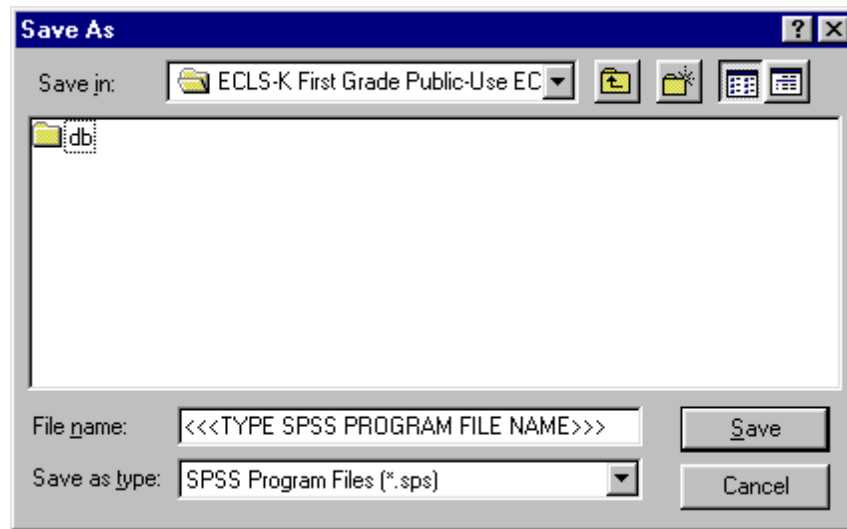 Save As
Save in: ECLS-K First Grade Public-Use EC
db
File name: <<<TYPE SPSS PROGRAM FILE NAME>>> Save
Save as type: SPSS Program Files (*.sps) Cancel